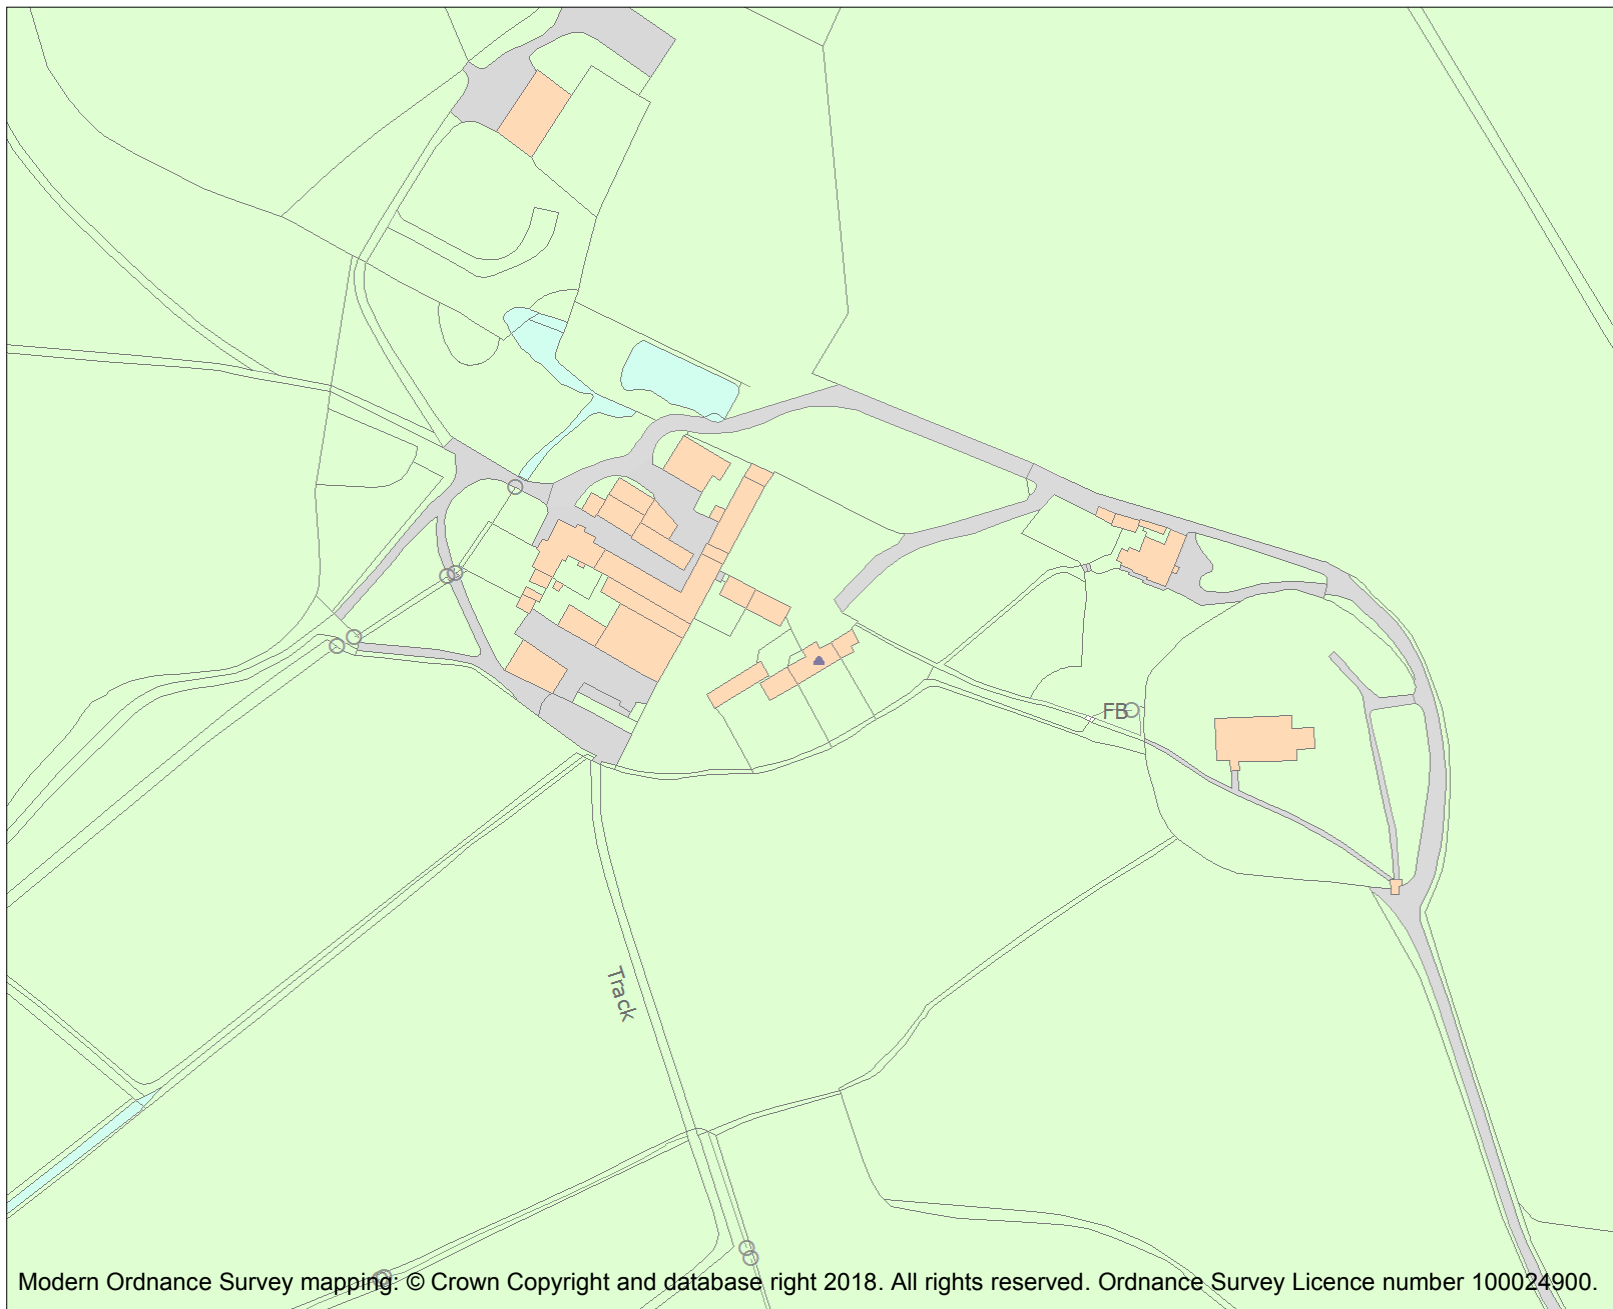 FB
Track
Modern Ordnance Survey mapping: © Crown Copyright and database right 2018. All rights reserved. Ordnance Survey Licence number 100024900.